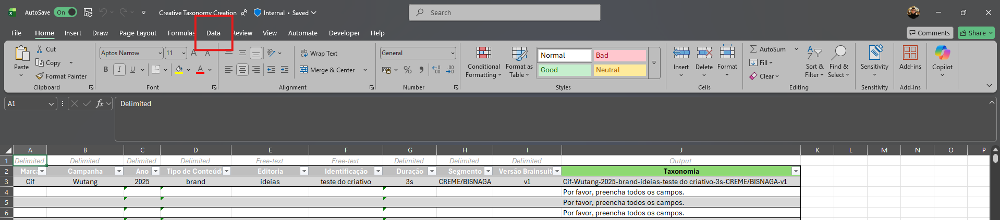 AutoSave On Creative Taxonomy Creation Internal • Saved Search
File Home Insert Draw Page Layout Formulas Data Review View Automate Developer Help Comments Share
Paste
Cut
Copy
Format Painter
Clipboard
Aptos Narrow 11 A A
B I U A
Font
ab Wrap Text
Merge & Center
Alignment
General
% 9 .00
Number
Conditional Formatting
Format as Table
Normal Bad
Good Neutral
Styles
Insert Delete Format
Cells
AutoSum
Fill
Clear
Sort & Filter
Find & Select
Editing
Sensitivity
Sensitivity
Add-ins
Add-ins
Copilot
A1 fx Delimited
A B C D E F G H I J K L M N O P
1 Delimited Delimited Delimited Delimited Free-text Free-text Delimited Delimited Delimited Output
2 Marca Campanha Ano Tipo de Conteúdo Editoria Identificação Duração Segmento Versão Brainsuit Taxonomia
3 Cif Wutang 2025 brand ideias teste do criativo 3s CREME/BISNAGA v1 Cif-Wutang-2025-brand-ideias-teste do criativo-3s-CREME/BISNAGA-v1
4 Por favor, preencha todos os campos.
5 Por favor, preencha todos os campos.
6 Por favor, preencha todos os campos.